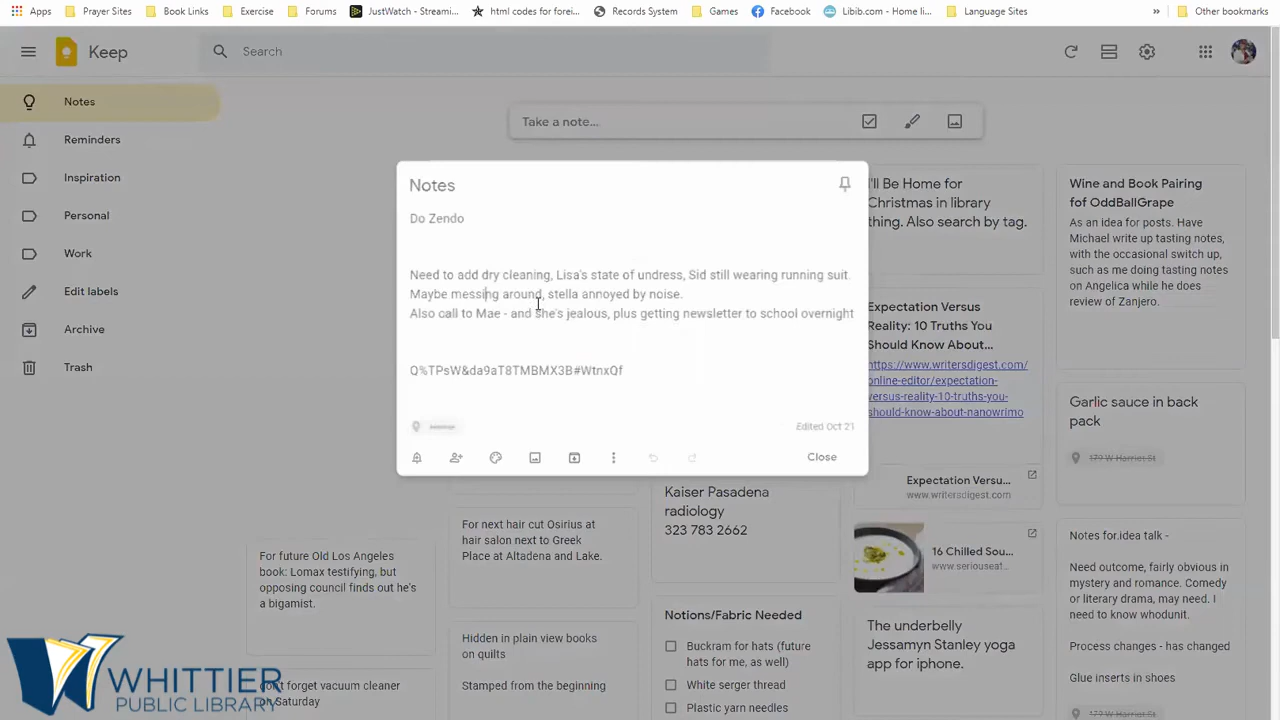 Apps
Prayer Sites
Book Links
Exercise
Forums
JustWatch - Streami...
html codes for forei...
Records System
Games
Facebook
Libib.com - Home li...
Language Sites
»
Other bookmarks
Keep
Search
Notes
Reminders
Inspiration
Personal
Work
Edit labels
Archive
Trash
Take a note...
Notes
Do Zendo
Need to add dry cleaning, Lisa's state of undress, Sid still wearing running suit.
Maybe messing around, stella annoyed by noise.
Also call to Mae - and she's jealous, plus getting newsletter to school overnight
Q%TPsW&da9aT8TMBMX3B#WtnxQf
Edited Oct 21
Close
I'll Be Home for
Christmas in library
thing. Also search by tag.
Expectation Versus
Reality: 10 Truths You
Should Know About...
https://www.writersdigest.com/
online-editor/expectation-
versus-reality-10-truths-you-
should-know-about-nanowrimo
Expectation Versu...
www.writersdigest.com
16 Chilled Sou...
www.seriouseat...
The underbelly
Jessamyn Stanley yoga
app for iphone.
Wine and Book Pairing
fof OddBallGrape
As an idea for posts. Have
Michael write up tasting notes,
with the occasional opinion
switch up, such as
me doing tasting notes
on Angelica while he does
review of Zanjero.
Garlic sauce in back
pack
179 W Harriet St
Notes for.idea talk -
Need outcome, fairly obvious in
mystery and romance. Comedy
or literary drama, may need. I
need to know whodunit.
Process changes - has changed
Glue inserts in shoes
179 W Harriet St
For future Old Los Angeles
book: Lomax testifying, but
opposing council finds out he's
a bigamist.
don't forget vacuum cleaner
on Saturday
For next hair cut Osirius at
hair salon next to Greek
Place at Altadena and Lake.
Hidden in plain view books
on quilts
Stamped from the beginning
Kaiser Pasadena
radiology
323 783 2662
Notions/Fabric Needed
Buckram for hats (future
hats for me, as well)
White serger thread
Plastic yarn needles
WHITTIER
PUBLIC LIBRARY